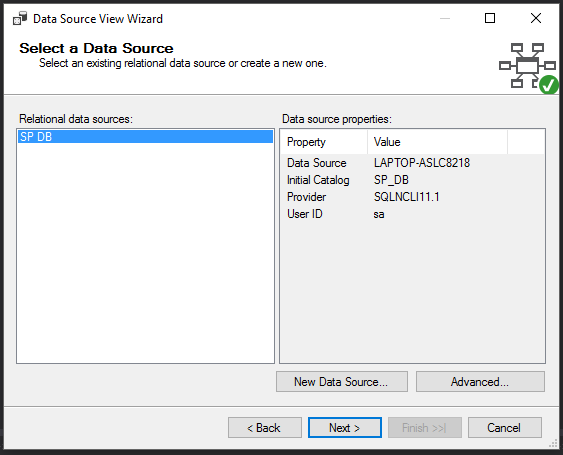 Data Source View Wizard
Select a Data Source
Select an existing relational data source or create a new one.
Relational data sources:
SP DB
Data source properties:
Property Value
Data Source LAPTOP-ASLC8218
Initial Catalog SP_DB
Provider SQLNCLI11.1
User ID sa
New Data Source...
Advanced...
< Back
Next >
Finish >>|
Cancel